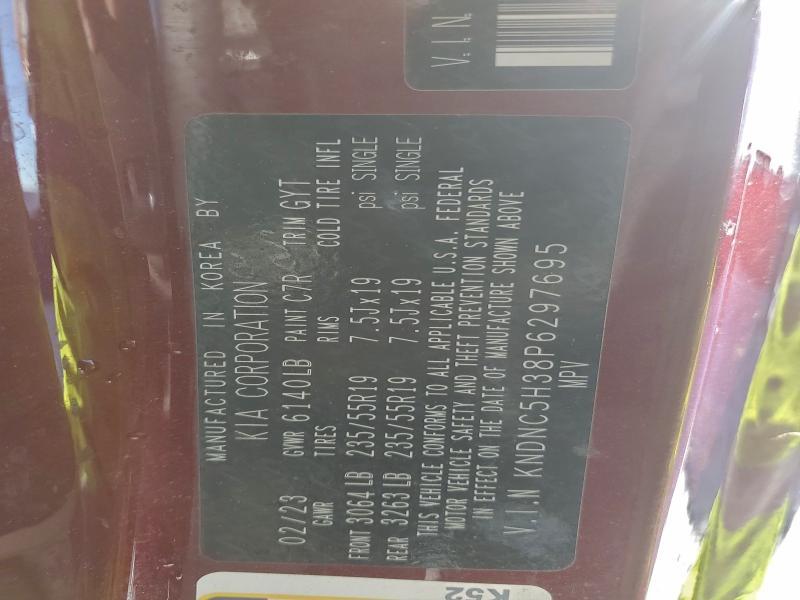 V.I.N.
MANUFACTURED IN KOREA BY
KIA CORPORATION
02/23 GVWR 6140LB PAINT C7R TRIM GYT
GAWR TIRES RIMS COLD TIRE INFL
FRONT 3064LB 235/55R19 7.5Jx19 psi SINGLE
REAR 3263LB 235/55R19 7.5Jx19 psi SINGLE
THIS VEHICLE CONFORMS TO ALL APPLICABLE U.S.A. FEDERAL
MOTOR VEHICLE SAFETY AND THEFT PREVENTION STANDARDS
IN EFFECT ON THE DATE OF MANUFACTURE SHOWN ABOVE
V.I.N KNDNC5H38P6297695
MPV
K52